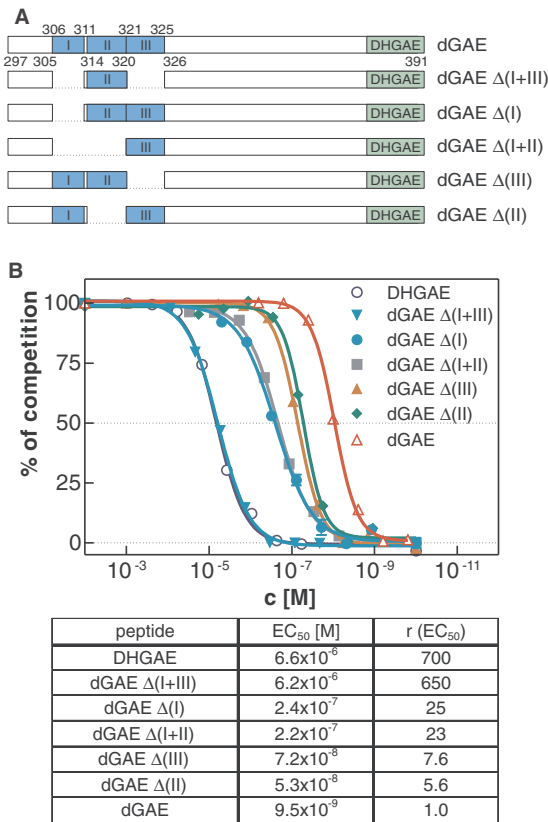 A
306 311 321 325
I II III DHGAE dGAE
297 305 314 320 326 391
II DHGAE dGAE Δ(I+III)
II III DHGAE dGAE Δ(I)
III DHGAE dGAE Δ(I+II)
I II DHGAE dGAE Δ(III)
I III DHGAE dGAE Δ(II)
B
% of competition
100
75
50
25
0
DHGAE
dGAE Δ(I+III)
dGAE Δ(I)
dGAE Δ(I+II)
dGAE Δ(III)
dGAE Δ(II)
dGAE
10⁻³ 10⁻⁵ 10⁻⁷ 10⁻⁹ 10⁻¹¹
c [M]
peptide EC₅₀ [M] r (EC₅₀)
DHGAE 6.6x10⁻⁶ 700
dGAE Δ(I+III) 6.2x10⁻⁶ 650
dGAE Δ(I) 2.4x10⁻⁷ 25
dGAE Δ(I+II) 2.2x10⁻⁷ 23
dGAE Δ(III) 7.2x10⁻⁸ 7.6
dGAE Δ(II) 5.3x10⁻⁸ 5.6
dGAE 9.5x10⁻⁹ 1.0